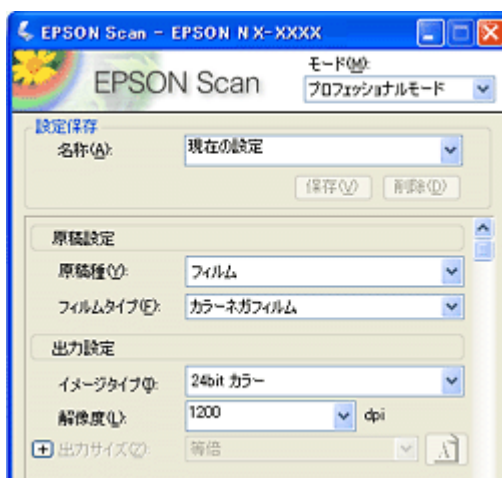 EPSON Scan - EPSON NX-XXXX
EPSON Scan
モード(M):
プロフェッショナルモード
設定保存
名称(A):
現在の設定
保存(V)
削除(D)
原稿設定
原稿種(Y):
フィルム
フィルムタイプ(F):
カラーネガフィルム
出力設定
イメージタイプ(I):
24bit カラー
解像度(L):
1200
dpi
出力サイズ(Z):
等倍